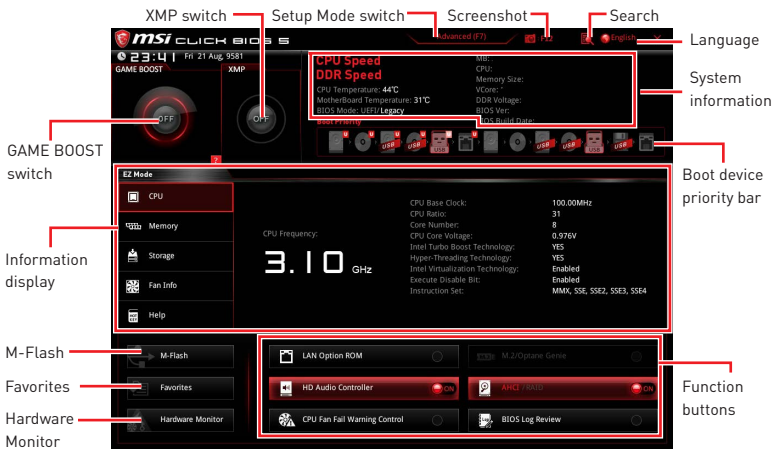 XMP switch
Setup Mode switch
Screenshot
Search
Language
System
information
GAME BOOST
switch
Boot device
priority bar
Information
display
M-Flash
Favorites
Hardware
Monitor
Function
buttons
msi CLICK BIOS 5
Advanced (F7)
F12
English
X
23:41 Fri 21 Aug, 9581
GAME BOOST
XMP
OFF
OFF
?
CPU Speed
DDR Speed
CPU Temperature: 44°C
MotherBoard Temperature: 31°C
BIOS Mode: UEFI/Legacy
Boot Priority
MB:
CPU:
Memory Size:
VCore:
DDR Voltage:
BIOS Ver:
BIOS Build Date:
U
U
U
USB U
USB U
USB
U
USB
USB
USB
USB
EZ Mode
CPU
Memory
Storage
Fan Info
Help
CPU Frequency:
3.10 GHz
CPU Base Clock: 100.00MHz
CPU Ratio: 31
Core Number: 8
CPU Core Voltage: 0.976V
Intel Turbo Boost Technology: YES
Hyper-Threading Technology: YES
Intel Virtualization Technology: Enabled
Execute Disable Bit: Enabled
Instruction Set: MMX, SSE, SSE2, SSE3, SSE4
M-Flash
Favorites
Hardware Monitor
LAN Option ROM
M.2/Optane Genie
HD Audio Controller ON
AHCI /RAID ON
CPU Fan Fail Warning Control
BIOS Log Review